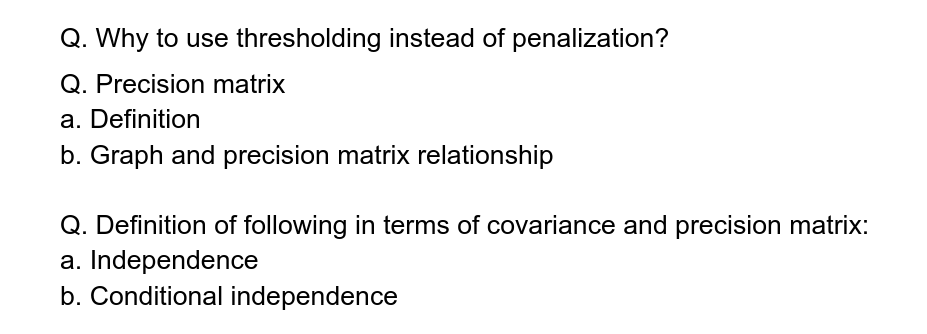 Q. Why to use thresholding instead of penalization?
Q. Precision matrix
a. Definition
b. Graph and precision matrix relationship
Q. Definition of following in terms of covariance and precision matrix:
a. Independence
b. Conditional independence